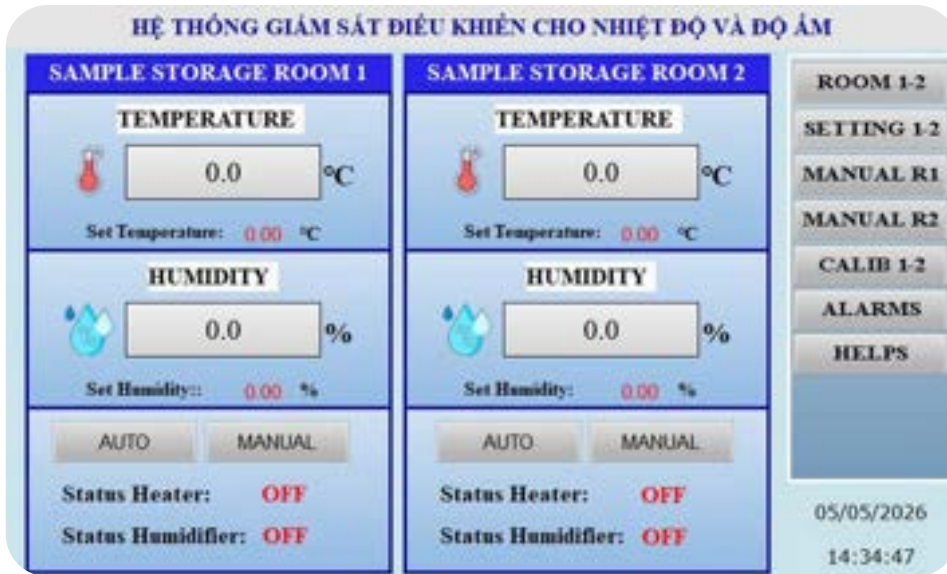 HỆ THỐNG GIÁM SÁT ĐIỀU KHIỂN CHO NHIỆT ĐỘ VÀ ĐỘ ẨM
SAMPLE STORAGE ROOM 1
TEMPERATURE
0.0 °C
Set Temperature: 0.00 °C
HUMIDITY
0.0 %
Set Humidity:: 0.00 %
AUTO MANUAL
Status Heater: OFF
Status Humidifier: OFF
SAMPLE STORAGE ROOM 2
TEMPERATURE
0.0 °C
Set Temperature: 0.00 °C
HUMIDITY
0.0 %
Set Humidity: 0.00 %
AUTO MANUAL
Status Heater: OFF
Status Humidifier: OFF
ROOM 1-2
SETTING 1-2
MANUAL R1
MANUAL R2
CALIB 1-2
ALARMS
HELPS
05/05/2026
14:34:47